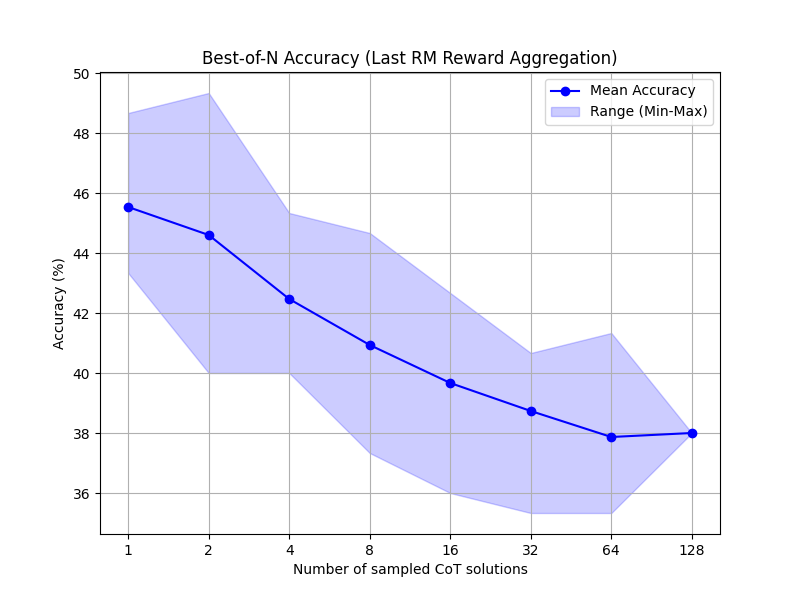 Best-of-N Accuracy (Last RM Reward Aggregation)
50
48
46
44
42
40
38
36
Accuracy (%)
Mean Accuracy
Range (Min-Max)
1 2 4 8 16 32 64 128
Number of sampled CoT solutions